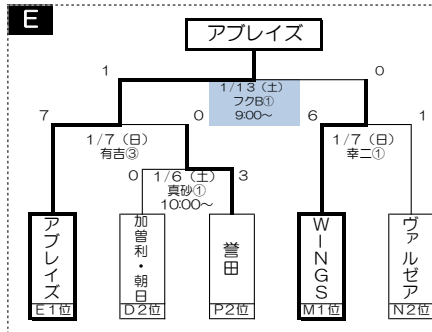 E
アブレイズ
1
0
1/13（土）
フクB①
9:00～
7
0
6
1
1/7（日）
有吉③
1/7（日）
幸二①
0
1/6（土）
3
真砂①
10:00～
アブレイズ
加曽利・朝日
誉田
WINGS
ヴァルゼア
E1位
D2位
P2位
M1位
N2位